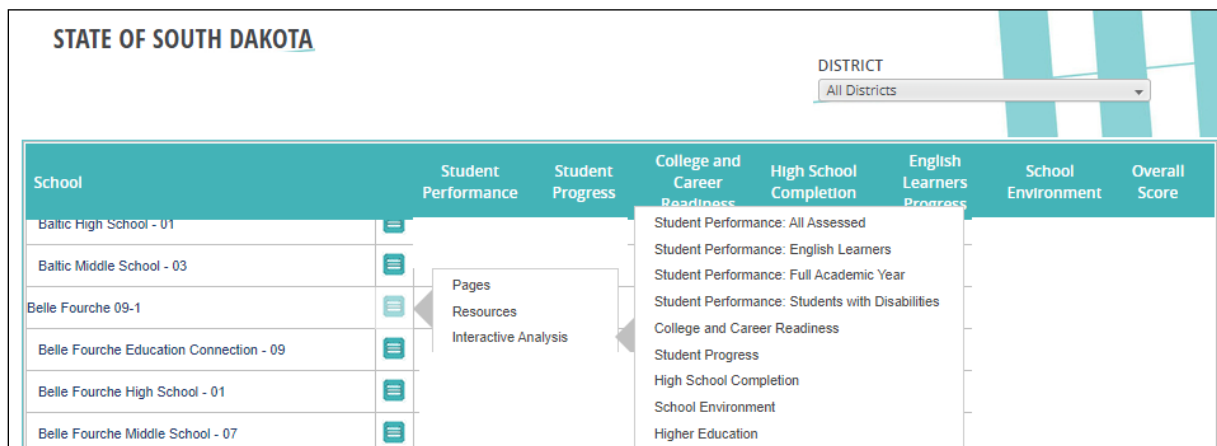 STATE OF SOUTH DAKOTA
DISTRICT
All Districts
School
Student Performance
Student Progress
College and Career Readiness
High School Completion
English Learners Progress
School Environment
Overall Score
Baltic High School - 01
Baltic Middle School - 03
Belle Fourche 09-1
Belle Fourche Education Connection - 09
Belle Fourche High School - 01
Belle Fourche Middle School - 07
Pages
Resources
Interactive Analysis
Student Performance: All Assessed
Student Performance: English Learners
Student Performance: Full Academic Year
Student Performance: Students with Disabilities
College and Career Readiness
Student Progress
High School Completion
School Environment
Higher Education